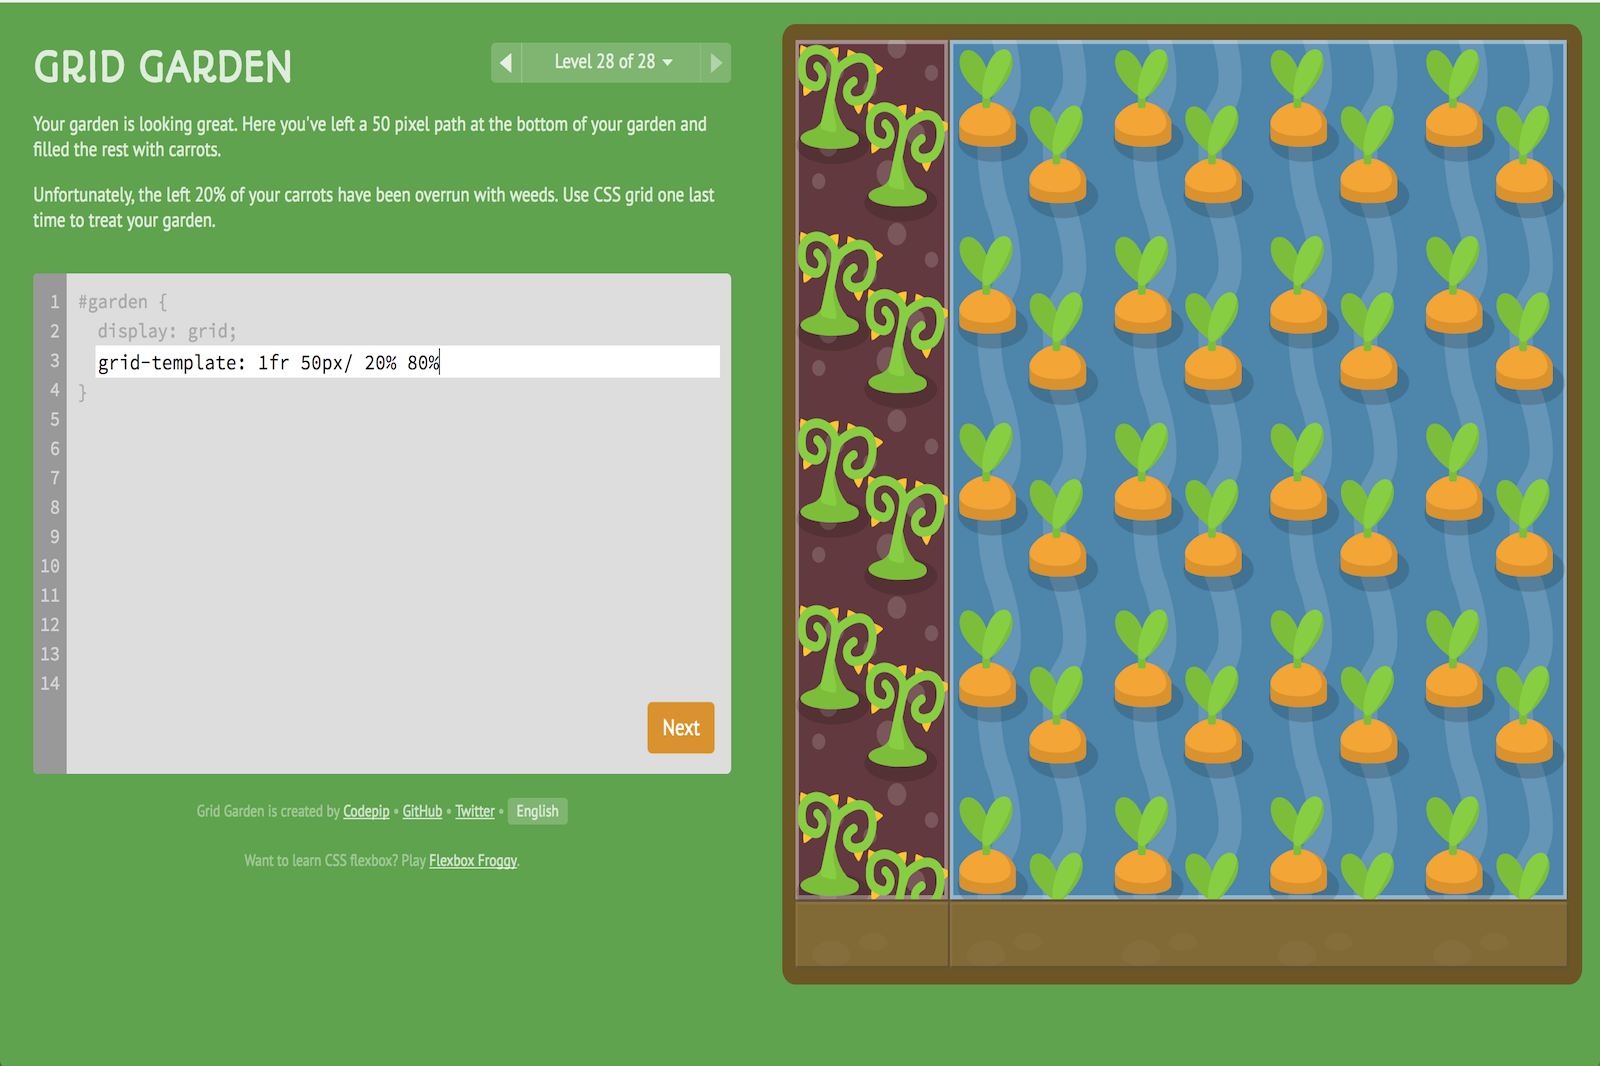 GRID GARDEN
Level 28 of 28
Your garden is looking great. Here you've left a 50 pixel path at the bottom of your garden and
filled the rest with carrots.
Unfortunately, the left 20% of your carrots have been overrun with weeds. Use CSS grid one last
time to treat your garden.
1 #garden {
2 display: grid;
3 grid-template: 1fr 50px/ 20% 80%
4 }
5
6
7
8
9
10
11
12
13
14
Next
Grid Garden is created by Codepip • GitHub • Twitter • English
Want to learn CSS flexbox? Play Flexbox Froggy.